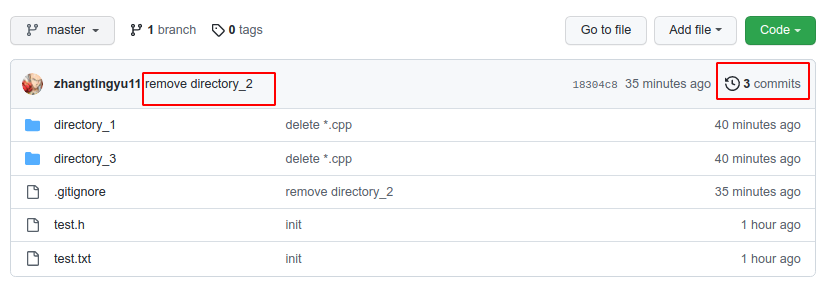 master 1 branch 0 tags Go to file Add file Code
zhangtingyu11 remove directory_2 18304c8 35 minutes ago 3 commits
directory_1 delete *.cpp 40 minutes ago
directory_3 delete *.cpp 40 minutes ago
.gitignore remove directory_2 35 minutes ago
test.h init 1 hour ago
test.txt init 1 hour ago